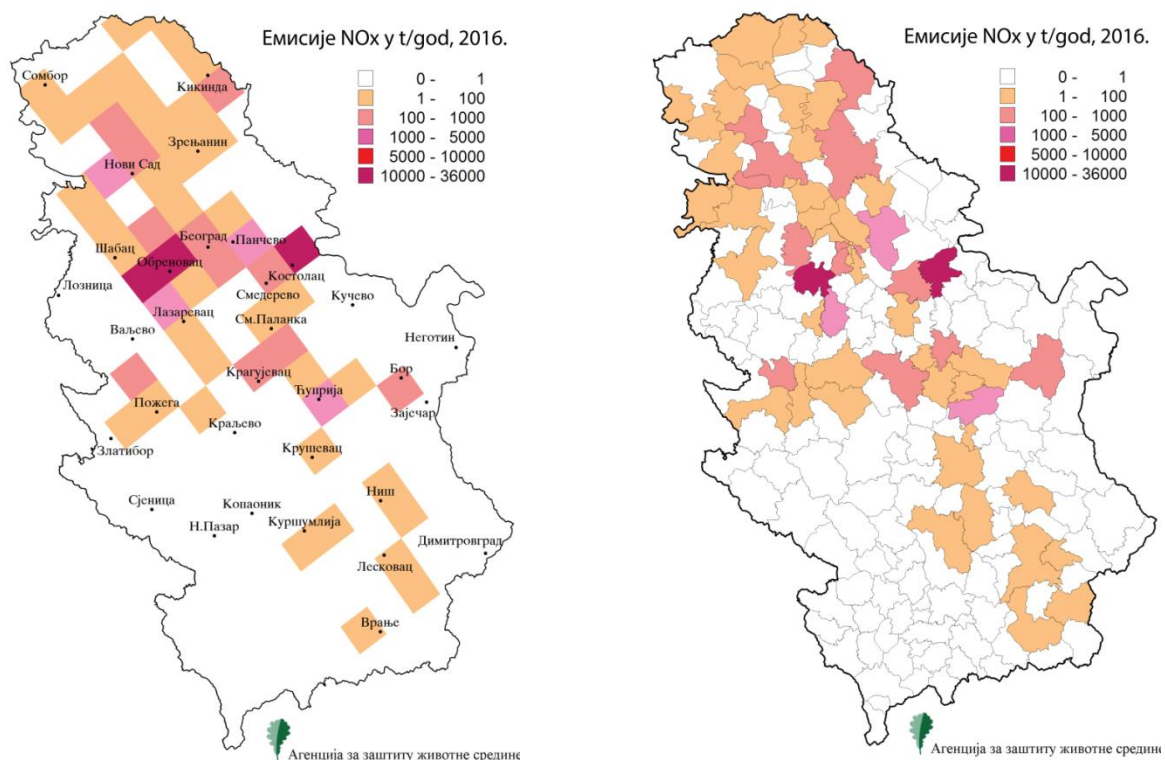 Емисије NOx у t/god, 2016.
0 - 1
1 - 100
100 - 1000
1000 - 5000
5000 - 10000
10000 - 36000
Сомбор
Кикинда
Зрењанин
Нови Сад
Београд
Панчево
Шабац
Обреновац
Костолац
Лозница
Смедерево
Кучево
Лазаревац
См.Паланка
Ваљево
Неготин
Крагујевац
Бор
Ћуприја
Пожега
Зајечар
Краљево
Златибор
Крушевац
Ниш
Сјеница
Копаоник
Куршумлија
Н.Пазар
Димитровград
Лесковац
Врање
Агенција за заштиту животне средине
Емисије NOx у t/god, 2016.
0 - 1
1 - 100
100 - 1000
1000 - 5000
5000 - 10000
10000 - 36000
Агенција за заштиту животне средине